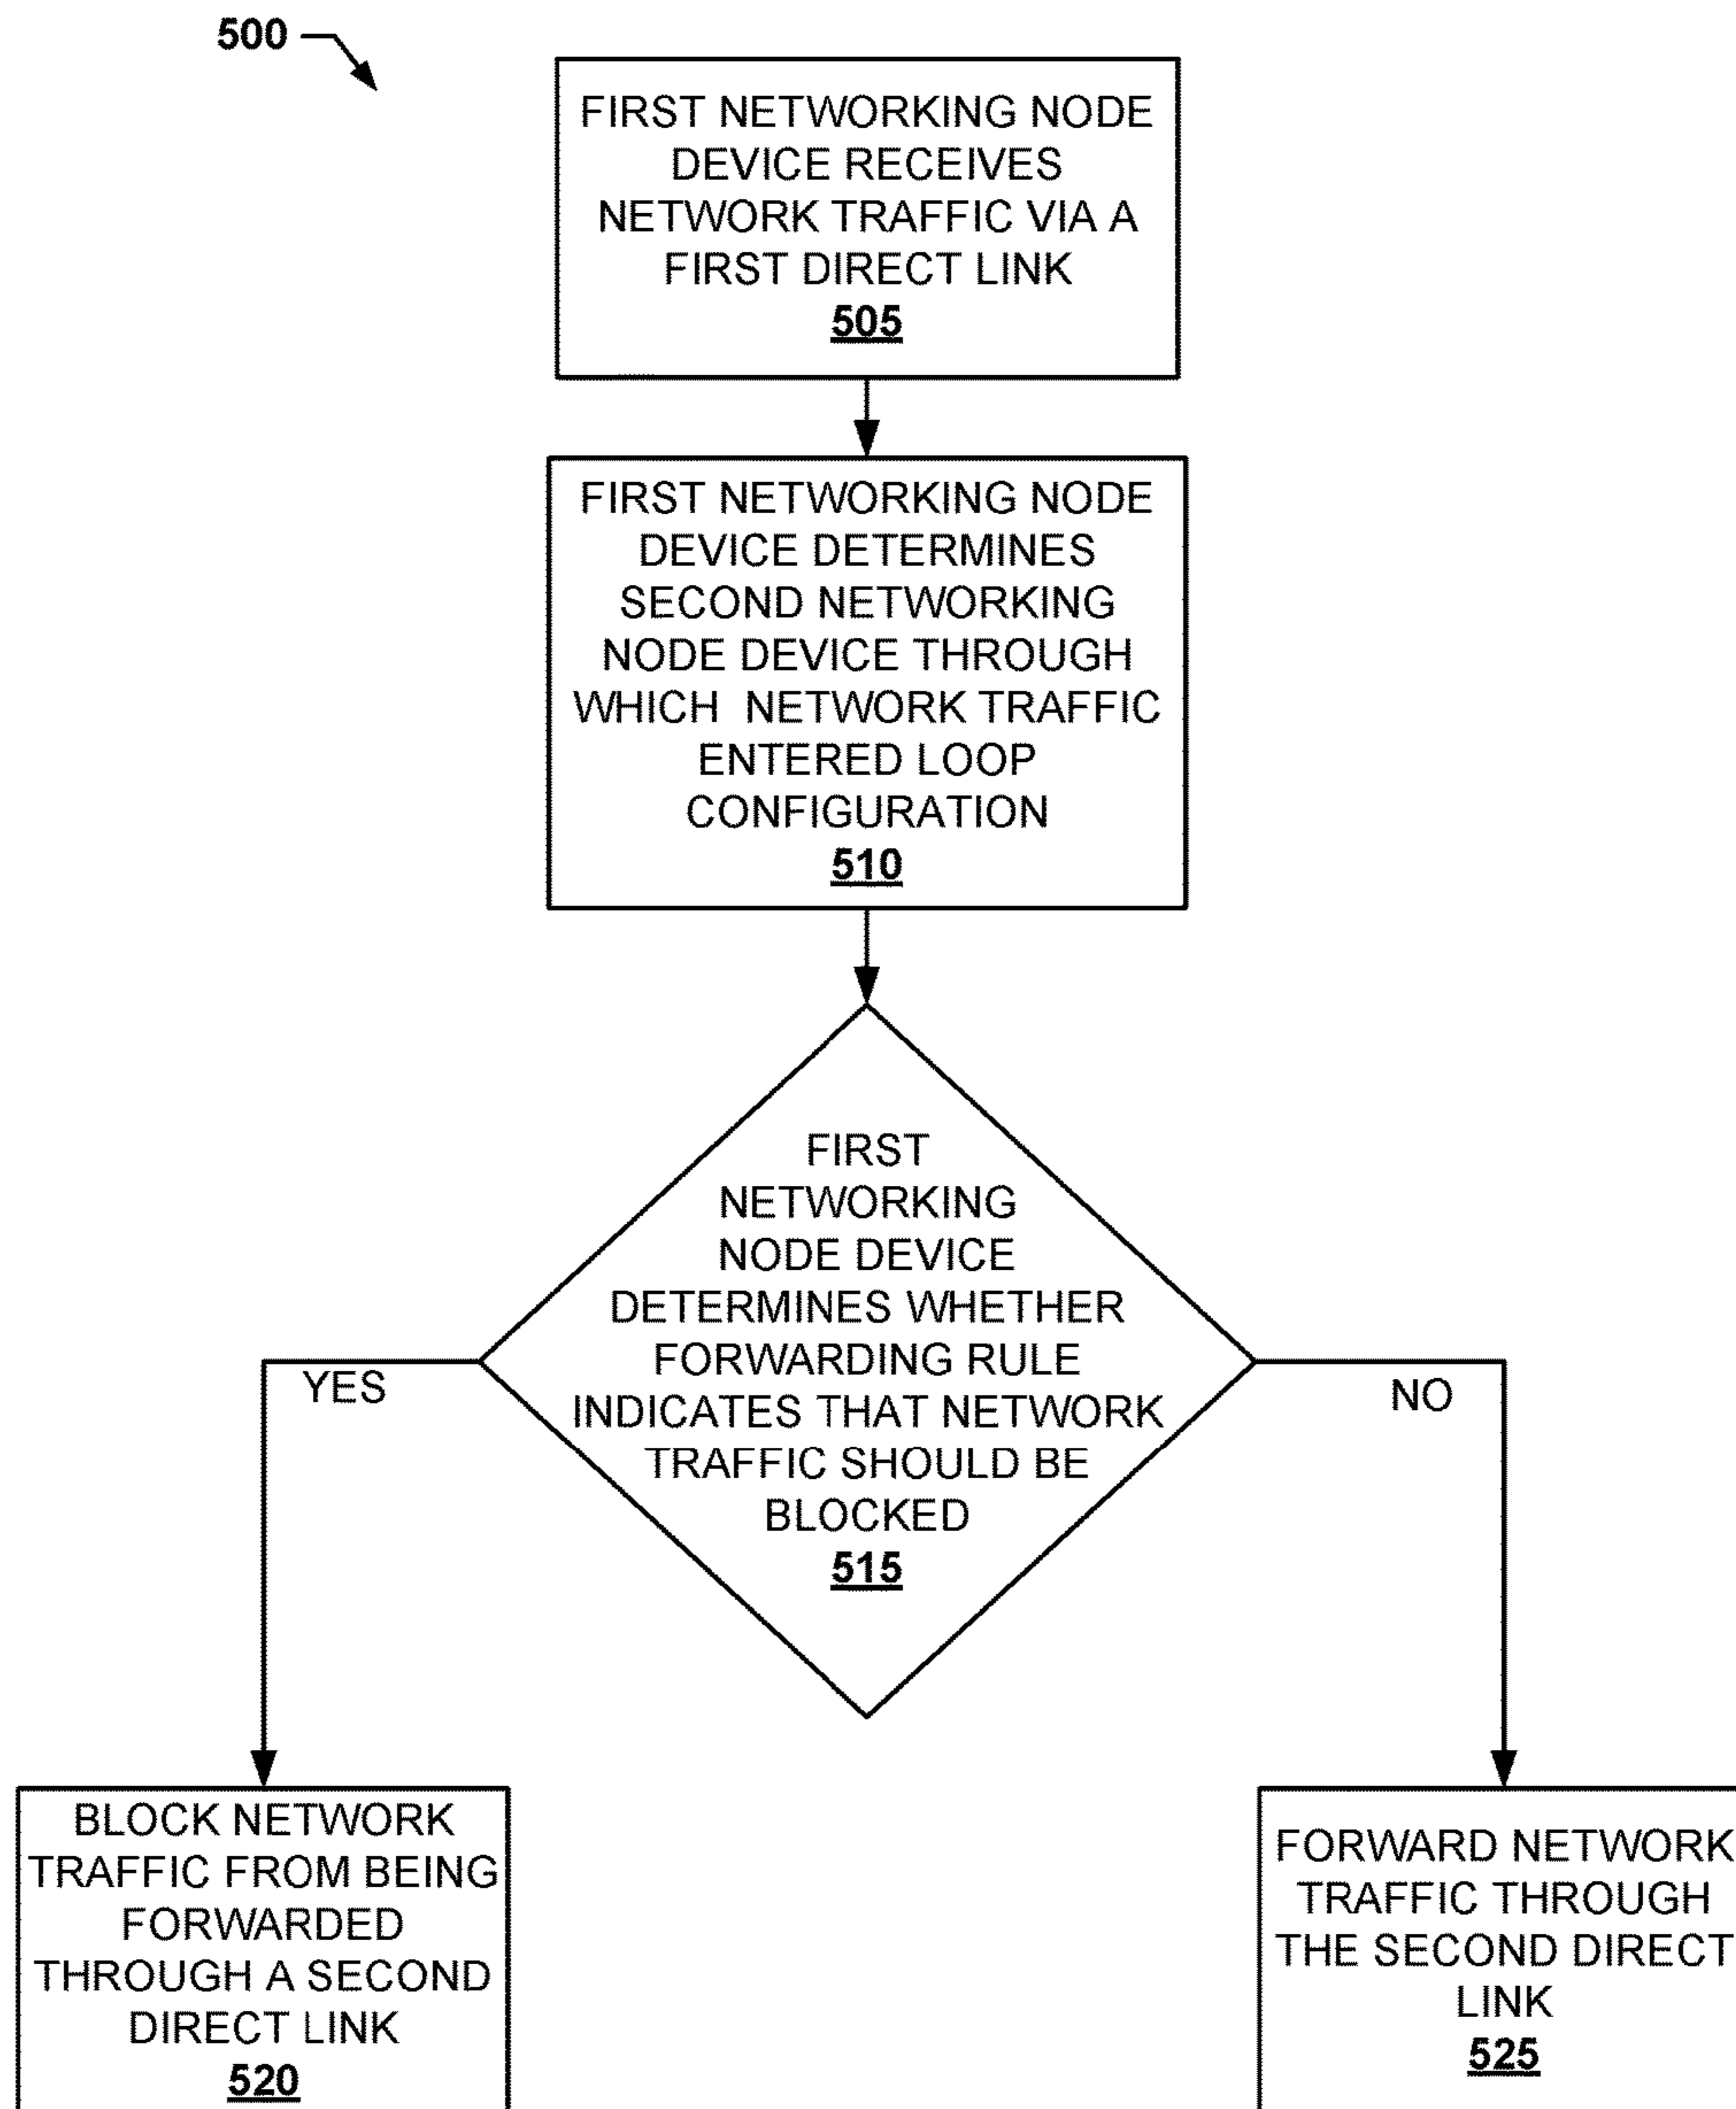 500
FIRST NETWORKING NODE
DEVICE RECEIVES
NETWORK TRAFFIC VIA A
FIRST DIRECT LINK
505
FIRST NETWORKING NODE
DEVICE DETERMINES
SECOND NETWORKING
NODE DEVICE THROUGH
WHICH NETWORK TRAFFIC
ENTERED LOOP
CONFIGURATION
510
FIRST
NETWORKING
NODE DEVICE
DETERMINES WHETHER
FORWARDING RULE
INDICATES THAT NETWORK
TRAFFIC SHOULD BE
BLOCKED
515
YES
NO
BLOCK NETWORK
TRAFFIC FROM BEING
FORWARDED
THROUGH A SECOND
DIRECT LINK
520
FORWARD NETWORK
TRAFFIC THROUGH
THE SECOND DIRECT
LINK
525